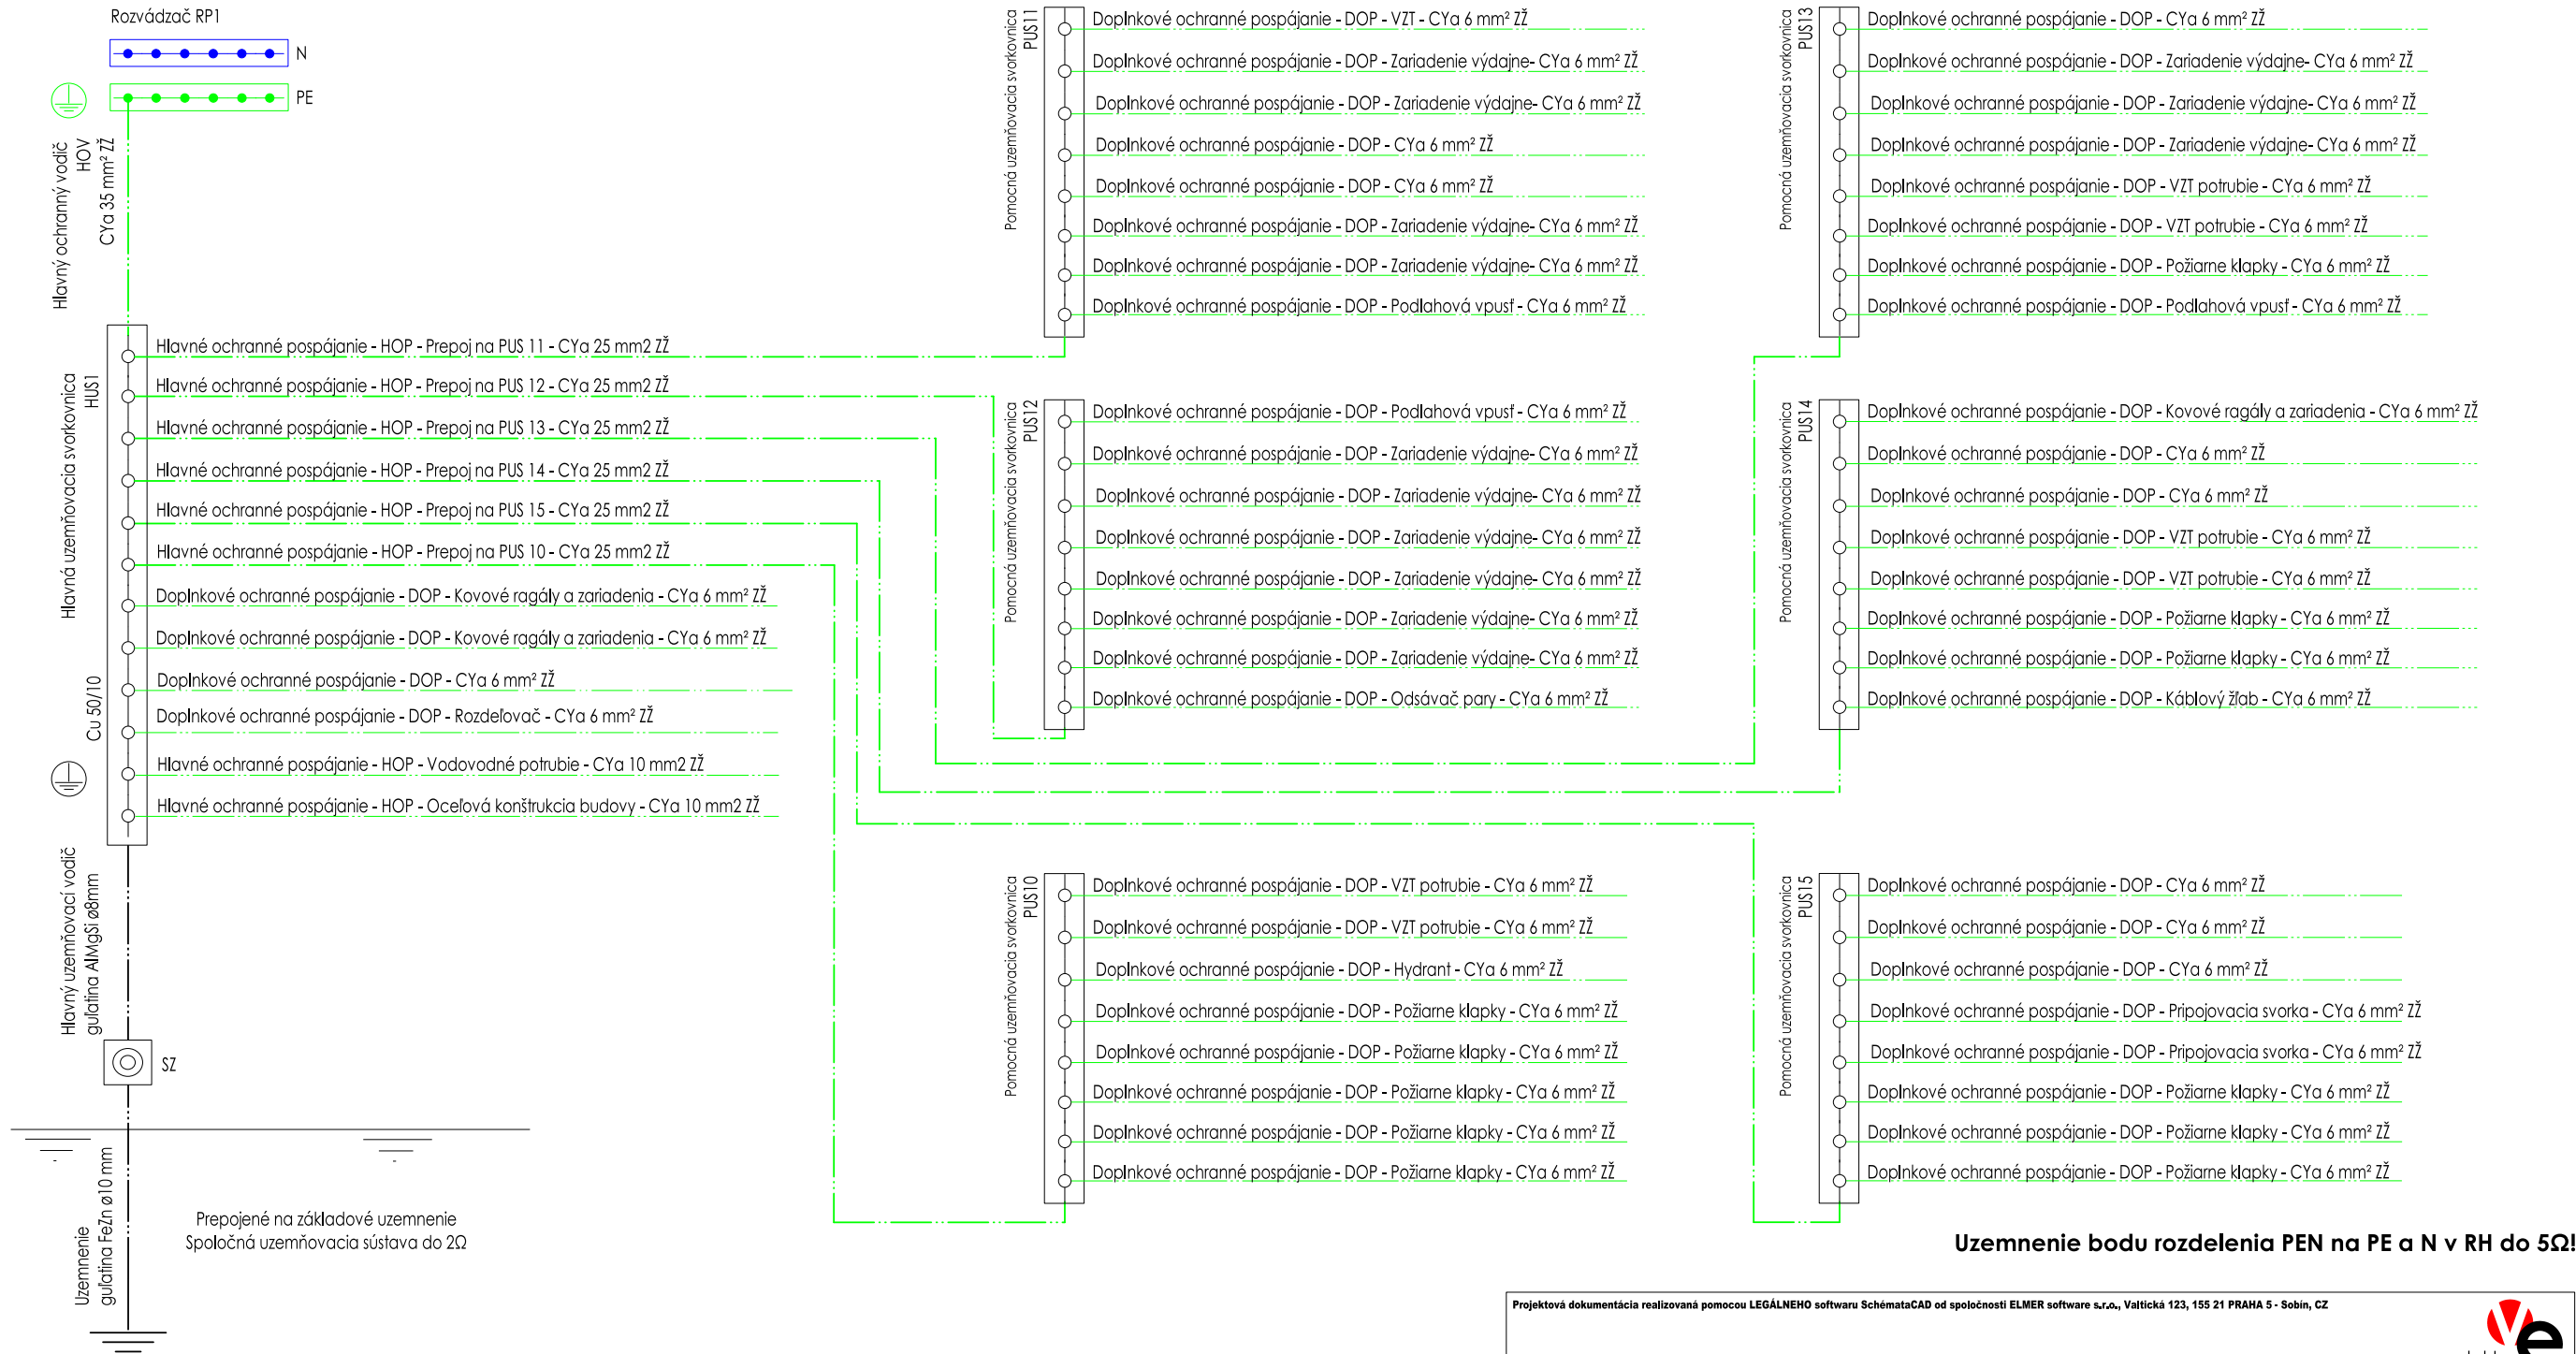 Rozvádzač RP1
N
PE
Hlavný ochranný vodič
HOV
CYa 35 mm² ZŽ
Hlavná uzemňovacia svorkovnica
HUS1
Cu 50/10
Hlavné ochranné pospájanie - HOP - Prepoj na PUS 11 - CYa 25 mm2 ZŽ
Hlavné ochranné pospájanie - HOP - Prepoj na PUS 12 - CYa 25 mm2 ZŽ
Hlavné ochranné pospájanie - HOP - Prepoj na PUS 13 - CYa 25 mm2 ZŽ
Hlavné ochranné pospájanie - HOP - Prepoj na PUS 14 - CYa 25 mm2 ZŽ
Hlavné ochranné pospájanie - HOP - Prepoj na PUS 15 - CYa 25 mm2 ZŽ
Hlavné ochranné pospájanie - HOP - Prepoj na PUS 10 - CYa 25 mm2 ZŽ
Doplnkové ochranné pospájanie - DOP - Kovové ragály a zariadenia - CYa 6 mm² ZŽ
Doplnkové ochranné pospájanie - DOP - Kovové ragály a zariadenia - CYa 6 mm² ZŽ
Doplnkové ochranné pospájanie - DOP - CYa 6 mm² ZŽ
Doplnkové ochranné pospájanie - DOP - Rozdeľovač - CYa 6 mm² ZŽ
Hlavné ochranné pospájanie - HOP - Vodovodné potrubie - CYa 10 mm2 ZŽ
Hlavné ochranné pospájanie - HOP - Oceľová konštrukcia budovy - CYa 10 mm2 ZŽ
Hlavný uzemňovací vodič
guľatina AlMgSi ø8mm
SZ
Uzemnenie
guľatina FeZn ø10 mm
Prepojené na základové uzemnenie
Spoločná uzemňovacia sústava do 2Ω
Pomocná uzemňovacia svorkovnica
PUS11
Doplnkové ochranné pospájanie - DOP - VZT - CYa 6 mm² ZŽ
Doplnkové ochranné pospájanie - DOP - Zariadenie výdajne- CYa 6 mm² ZŽ
Doplnkové ochranné pospájanie - DOP - Zariadenie výdajne- CYa 6 mm² ZŽ
Doplnkové ochranné pospájanie - DOP - CYa 6 mm² ZŽ
Doplnkové ochranné pospájanie - DOP - CYa 6 mm² ZŽ
Doplnkové ochranné pospájanie - DOP - Zariadenie výdajne- CYa 6 mm² ZŽ
Doplnkové ochranné pospájanie - DOP - Zariadenie výdajne- CYa 6 mm² ZŽ
Doplnkové ochranné pospájanie - DOP - Podlahová vpusť - CYa 6 mm² ZŽ
Pomocná uzemňovacia svorkovnica
PUS12
Doplnkové ochranné pospájanie - DOP - Podlahová vpusť - CYa 6 mm² ZŽ
Doplnkové ochranné pospájanie - DOP - Zariadenie výdajne- CYa 6 mm² ZŽ
Doplnkové ochranné pospájanie - DOP - Zariadenie výdajne- CYa 6 mm² ZŽ
Doplnkové ochranné pospájanie - DOP - Zariadenie výdajne- CYa 6 mm² ZŽ
Doplnkové ochranné pospájanie - DOP - Zariadenie výdajne- CYa 6 mm² ZŽ
Doplnkové ochranné pospájanie - DOP - Zariadenie výdajne- CYa 6 mm² ZŽ
Doplnkové ochranné pospájanie - DOP - Zariadenie výdajne- CYa 6 mm² ZŽ
Doplnkové ochranné pospájanie - DOP - Odsávač pary - CYa 6 mm² ZŽ
Pomocná uzemňovacia svorkovnica
PUS10
Doplnkové ochranné pospájanie - DOP - VZT potrubie - CYa 6 mm² ZŽ
Doplnkové ochranné pospájanie - DOP - VZT potrubie - CYa 6 mm² ZŽ
Doplnkové ochranné pospájanie - DOP - Hydrant - CYa 6 mm² ZŽ
Doplnkové ochranné pospájanie - DOP - Požiarne klapky - CYa 6 mm² ZŽ
Doplnkové ochranné pospájanie - DOP - Požiarne klapky - CYa 6 mm² ZŽ
Doplnkové ochranné pospájanie - DOP - Požiarne klapky - CYa 6 mm² ZŽ
Doplnkové ochranné pospájanie - DOP - Požiarne klapky - CYa 6 mm² ZŽ
Doplnkové ochranné pospájanie - DOP - Požiarne klapky - CYa 6 mm² ZŽ
Pomocná uzemňovacia svorkovnica
PUS13
Doplnkové ochranné pospájanie - DOP - CYa 6 mm² ZŽ
Doplnkové ochranné pospájanie - DOP - Zariadenie výdajne- CYa 6 mm² ZŽ
Doplnkové ochranné pospájanie - DOP - Zariadenie výdajne- CYa 6 mm² ZŽ
Doplnkové ochranné pospájanie - DOP - Zariadenie výdajne- CYa 6 mm² ZŽ
Doplnkové ochranné pospájanie - DOP - VZT potrubie - CYa 6 mm² ZŽ
Doplnkové ochranné pospájanie - DOP - VZT potrubie - CYa 6 mm² ZŽ
Doplnkové ochranné pospájanie - DOP - Požiarne klapky - CYa 6 mm² ZŽ
Doplnkové ochranné pospájanie - DOP - Podlahová vpusť - CYa 6 mm² ZŽ
Pomocná uzemňovacia svorkovnica
PUS14
Doplnkové ochranné pospájanie - DOP - Kovové ragály a zariadenia - CYa 6 mm² ZŽ
Doplnkové ochranné pospájanie - DOP - CYa 6 mm² ZŽ
Doplnkové ochranné pospájanie - DOP - CYa 6 mm² ZŽ
Doplnkové ochranné pospájanie - DOP - VZT potrubie - CYa 6 mm² ZŽ
Doplnkové ochranné pospájanie - DOP - VZT potrubie - CYa 6 mm² ZŽ
Doplnkové ochranné pospájanie - DOP - Požiarne klapky - CYa 6 mm² ZŽ
Doplnkové ochranné pospájanie - DOP - Požiarne klapky - CYa 6 mm² ZŽ
Doplnkové ochranné pospájanie - DOP - Káblový žľab - CYa 6 mm² ZŽ
Pomocná uzemňovacia svorkovnica
PUS15
Doplnkové ochranné pospájanie - DOP - CYa 6 mm² ZŽ
Doplnkové ochranné pospájanie - DOP - CYa 6 mm² ZŽ
Doplnkové ochranné pospájanie - DOP - CYa 6 mm² ZŽ
Doplnkové ochranné pospájanie - DOP - Pripojovacia svorka - CYa 6 mm² ZŽ
Doplnkové ochranné pospájanie - DOP - Pripojovacia svorka - CYa 6 mm² ZŽ
Doplnkové ochranné pospájanie - DOP - Požiarne klapky - CYa 6 mm² ZŽ
Doplnkové ochranné pospájanie - DOP - Požiarne klapky - CYa 6 mm² ZŽ
Doplnkové ochranné pospájanie - DOP - Požiarne klapky - CYa 6 mm² ZŽ
Uzemnenie bodu rozdelenia PEN na PE a N v RH do 5Ω!
Projektová dokumentácia realizovaná pomocou LEGÁLNEHO softwaru SchémataCAD od spoločnosti ELMER software s.r.o., Valtická 123, 155 21 PRAHA 5 - Sobín, CZ